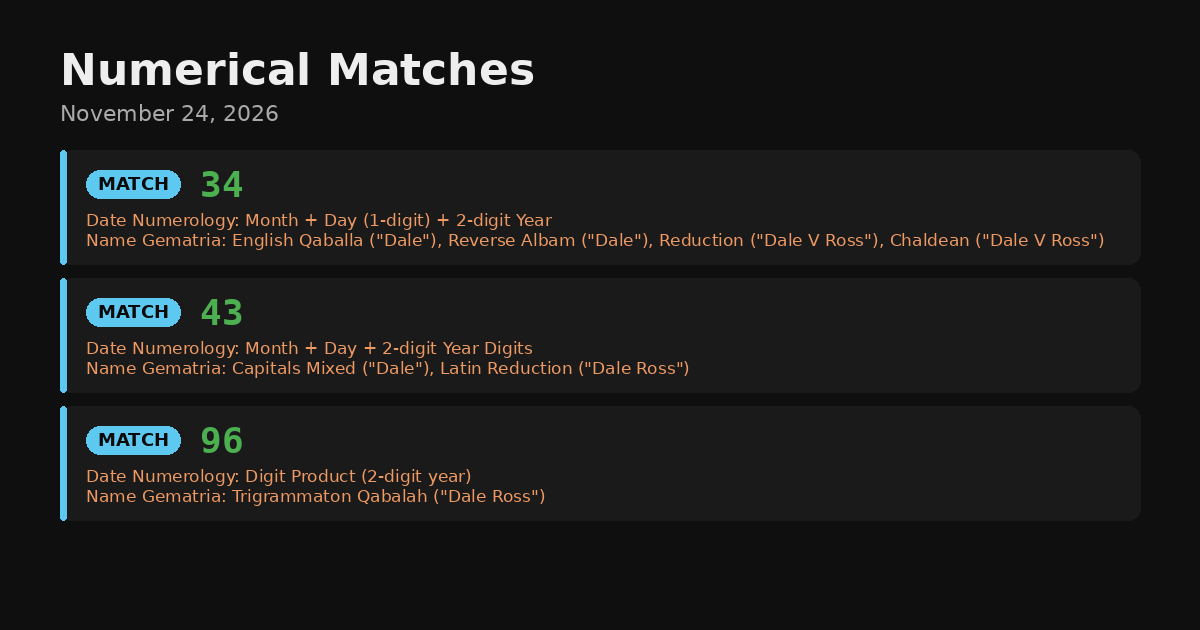 Numerical Matches
November 24, 2026
MATCH 34
Date Numerology: Month + Day (1-digit) + 2-digit Year
Name Gematria: English Qaballa ("Dale"), Reverse Albam ("Dale"), Reduction ("Dale V Ross"), Chaldean ("Dale V Ross")
MATCH 43
Date Numerology: Month + Day + 2-digit Year Digits
Name Gematria: Capitals Mixed ("Dale"), Latin Reduction ("Dale Ross")
MATCH 96
Date Numerology: Digit Product (2-digit year)
Name Gematria: Trigrammaton Qabalah ("Dale Ross")